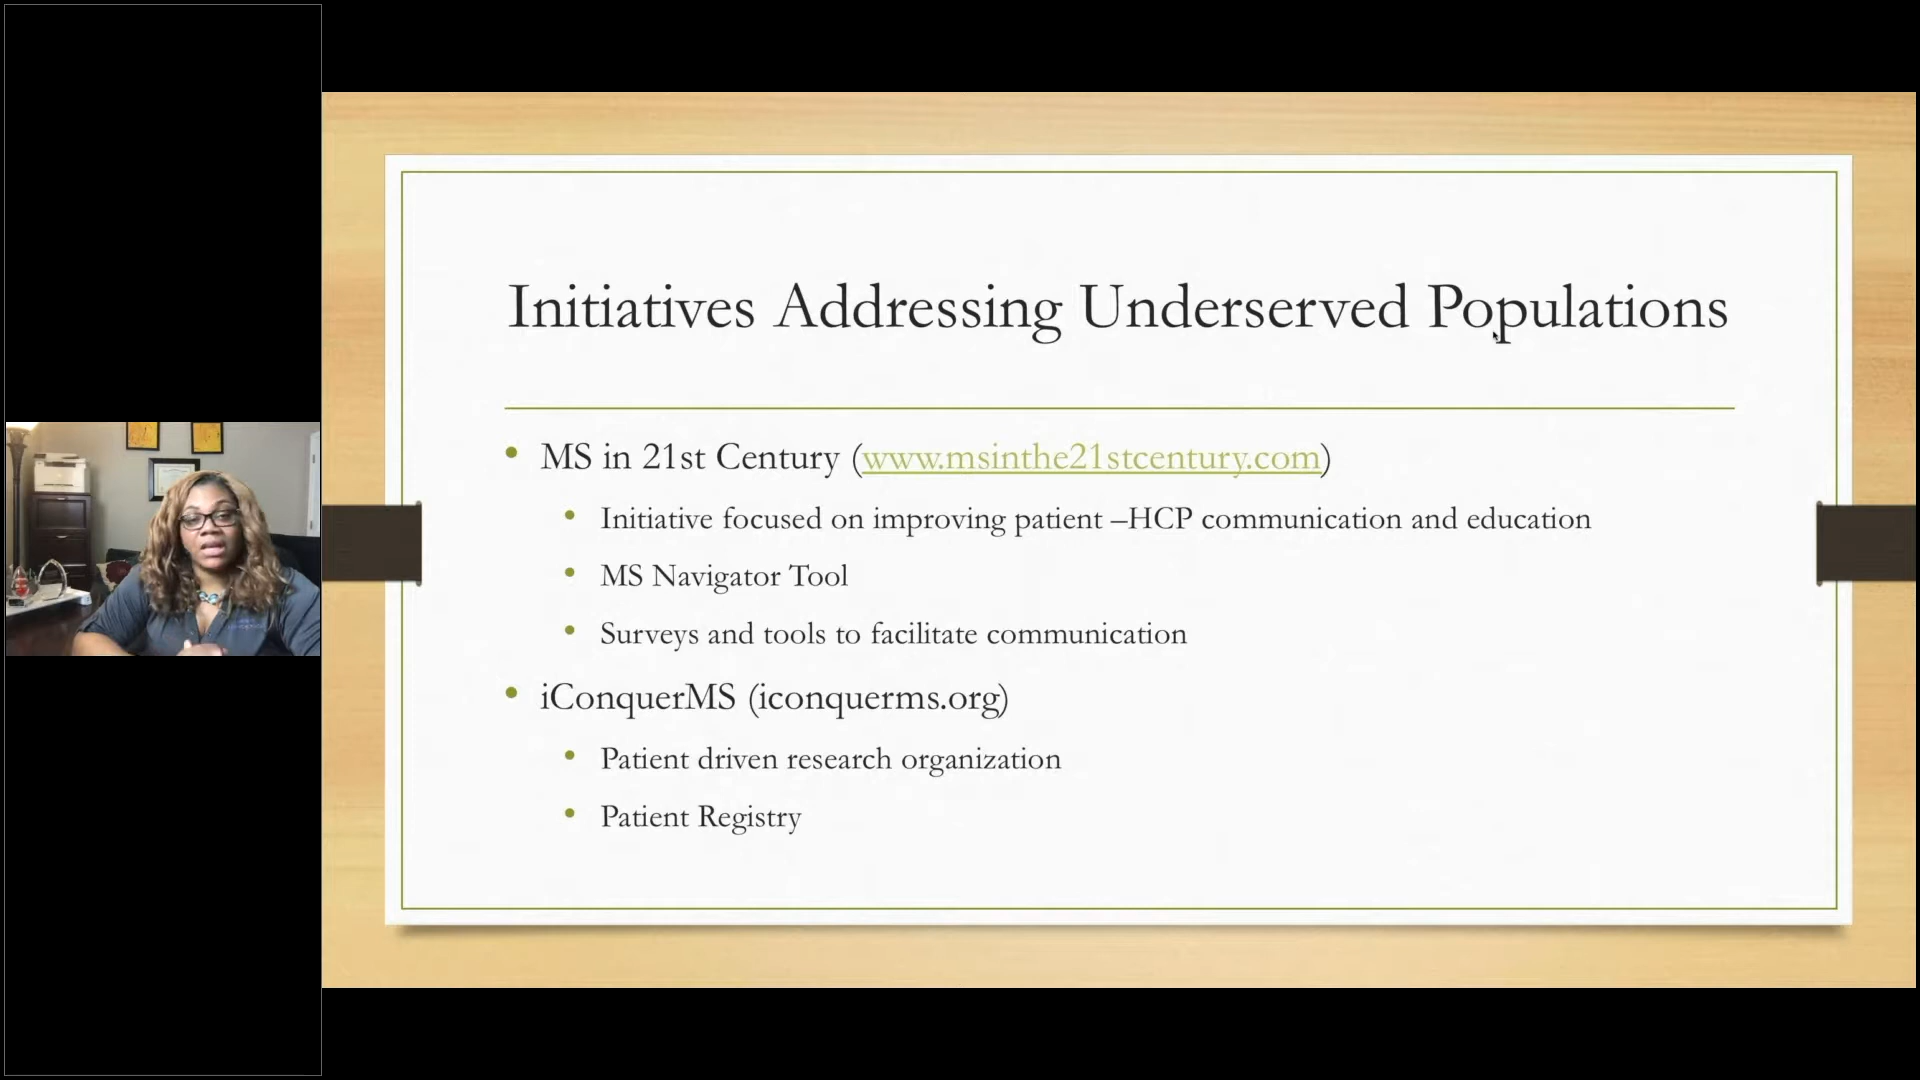 Initiatives Addressing Underserved Populations
MS in 21st Century (www.msinthe21stcentury.com)
Initiative focused on improving patient –HCP communication and education
MS Navigator Tool
Surveys and tools to facilitate communication
iConquerMS (iconquerms.org)
Patient driven research organization
Patient Registry